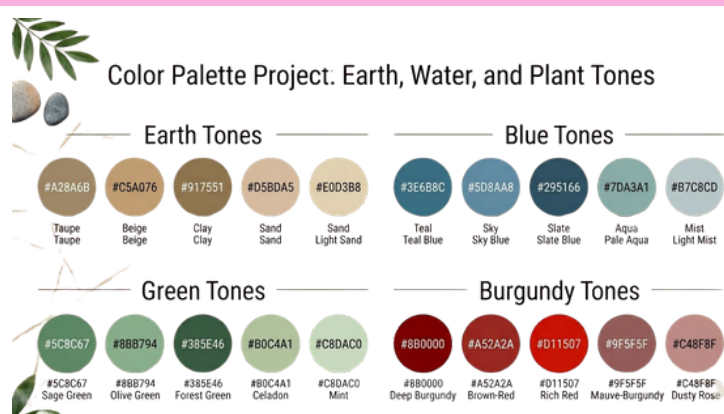 Color Palette Project: Earth, Water, and Plant Tones
Earth Tones
#A28A6B #C5A076 #917551 #D5BDA5 #E0D3B8
Taupe Beige Clay Sand Sand
Taupe Beige Clay Sand Light Sand
Blue Tones
#3E6B8C #5D8AA8 #295166 #7DA3A1 #B7C8CD
Teal Sky Slate Aqua Mist
Teal Blue Sky Blue Slate Blue Pale Aqua Light Mist
Green Tones
#5C8C67 #8BB794 #385E46 #B0C4A1 #C8DAC0
#5C8C67 #8BB794 #385E46 #B0C4A1 #C8DAC0
Sage Green Olive Green Forest Green Celadon Mint
Burgundy Tones
#8B0000 #A52A2A #D11507 #9F5F5F #C48F8F
#8B0000 #A52A2A #D11507 #9F5F5F #C48F8F
Deep Burgundy Brown-Red Rich Red Mauve-Burgundy Dusty Rose